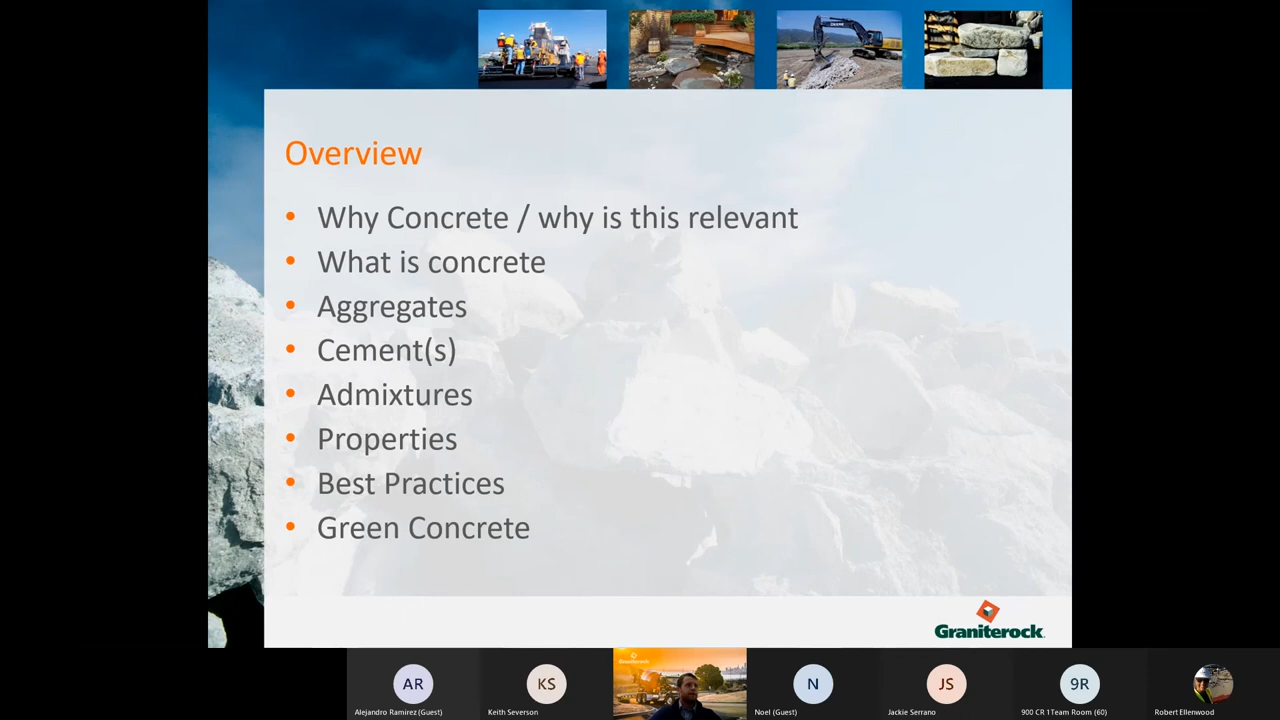 Overview
• Why Concrete / why is this relevant
• What is concrete
• Aggregates
• Cement(s)
• Admixtures
• Properties
• Best Practices
• Green Concrete
Graniterock
AR
KS
N
JS
9R
Alejandro Ramirez (Guest)
Keith Severson
Noel (Guest)
Jackie Serrano
900 CR 1 Team Room (60)
Robert Ellenwood